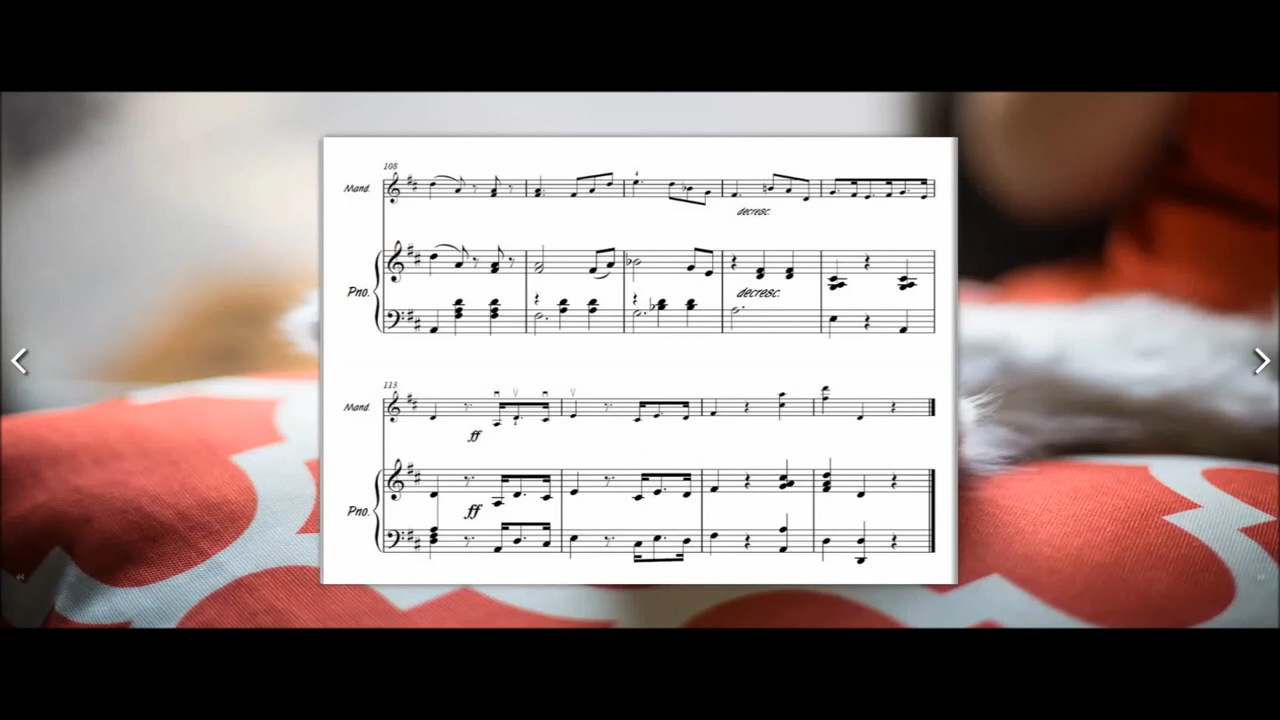 108
Mand.
decresc.
Pno.
decresc.
113
Mand.
ff
Pno.
ff